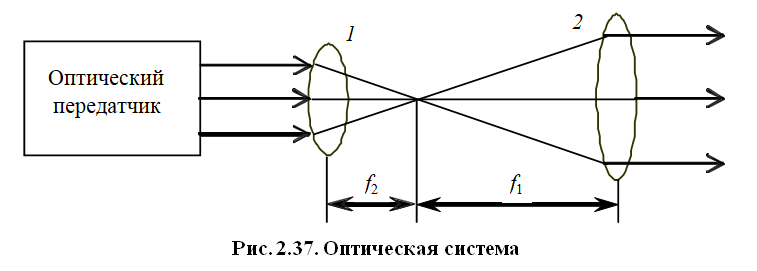 1
2
Оптический
передатчик
f2
f1
Рис. 2.37. Оптическая система